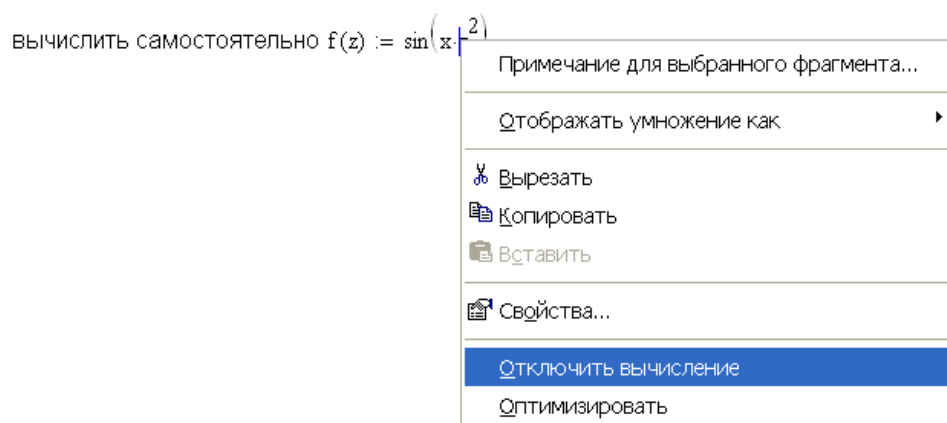 вычислить самостоятельно f(z) := sin(x·⁻²)
Примечание для выбранного фрагмента...
Отображать умножение как
Вырезать
Копировать
Вставить
Свойства...
Отключить вычисление
Оптимизировать